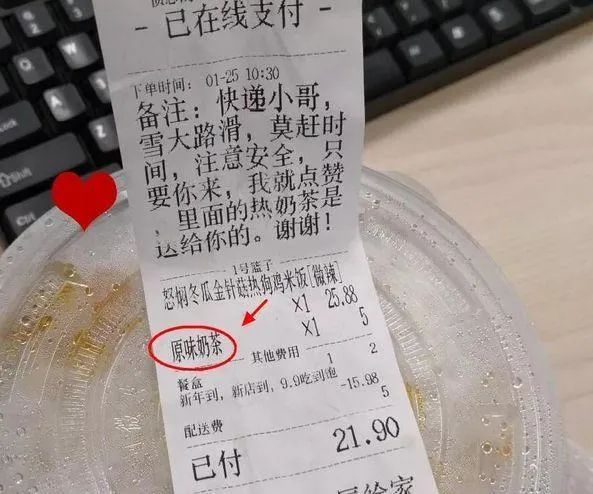 - 已在线支付 -
下单时间： 01-25 10:30
备注：快递小哥，
雪大路滑，莫赶时
间，注意安全，只
要你来，我就点赞
，里面的热奶茶是
送给你的。谢谢！
1号篮子
怒焖冬瓜金针菇热狗鸡米饭[微辣]
X1 25.88
原味奶茶 X1 5
其他费用
餐盒 1 2
新年到，新店到，9.9吃到抱 -15.98
配送费 5
已付 21.90
Shift
Ctrl